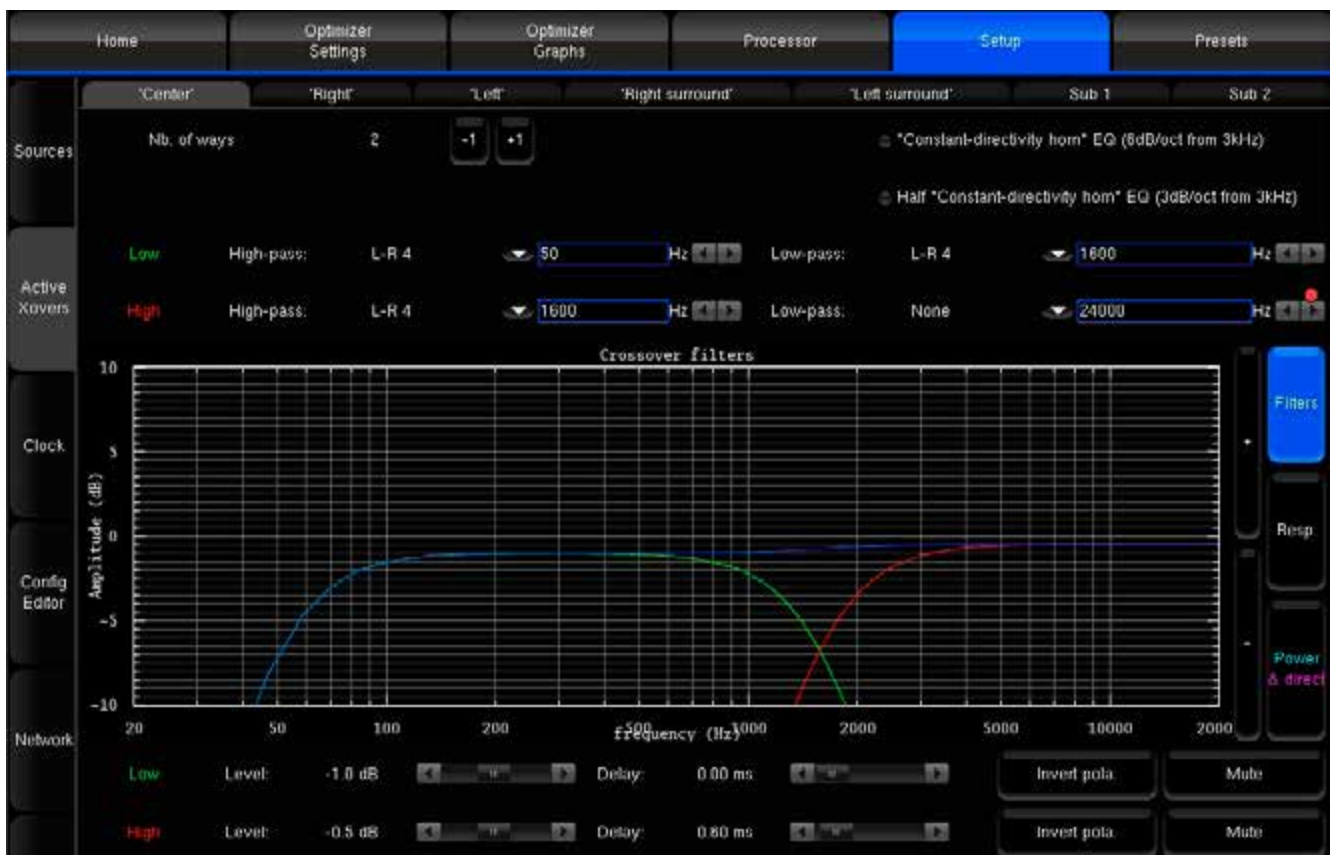 Home
Optimizer
Settings
Optimizer
Graphs
Processor
Setup
Presets
'Center'
'Right'
'Left'
'Right surround'
'Left surround'
Sub 1
Sub 2
Sources
Nb. of ways 2 -1 +1
"Constant-directivity horn" EQ (6dB/oct from 3kHz)
Half "Constant-directivity horn" EQ (3dB/oct from 3kHz)
Low High-pass: L-R 4 50 Hz Low-pass: L-R 4 1600 Hz
Active
Xovers
High High-pass: L-R 4 1600 Hz Low-pass: None 24000 Hz
Crossover filters
Clock
Config
Editor
Network
Amplitude (dB)
10
5
0
-5
-10
20 50 100 200 500 1000 2000 5000 10000 2000
frequency (Hz)
+
-
Filters
Resp.
Power
Δ direct
Low Level: -1.0 dB Delay: 0.00 ms Invert pola. Mute
High Level: -0.5 dB Delay: 0.60 ms Invert pola. Mute